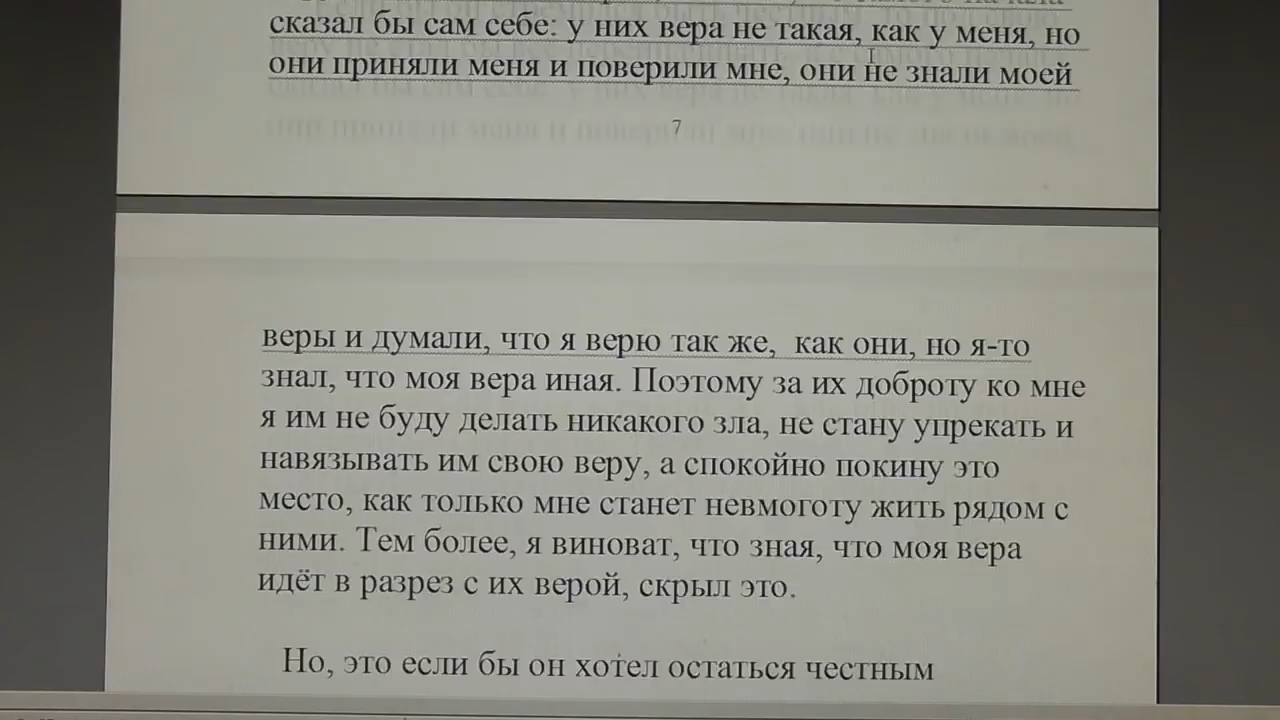 сказал бы сам себе: у них вера не такая, как у меня, но
они приняли меня и поверили мне, они не знали моей
7
веры и думали, что я верю так же, как они, но я-то
знал, что моя вера иная. Поэтому за их доброту ко мне
я им не буду делать никакого зла, не стану упрекать и
навязывать им свою веру, а спокойно покину это
место, как только мне станет невмоготу жить рядом с
ними. Тем более, я виноват, что зная, что моя вера
идёт в разрез с их верой, скрыл это.
Но, это если бы он хотел остаться честным